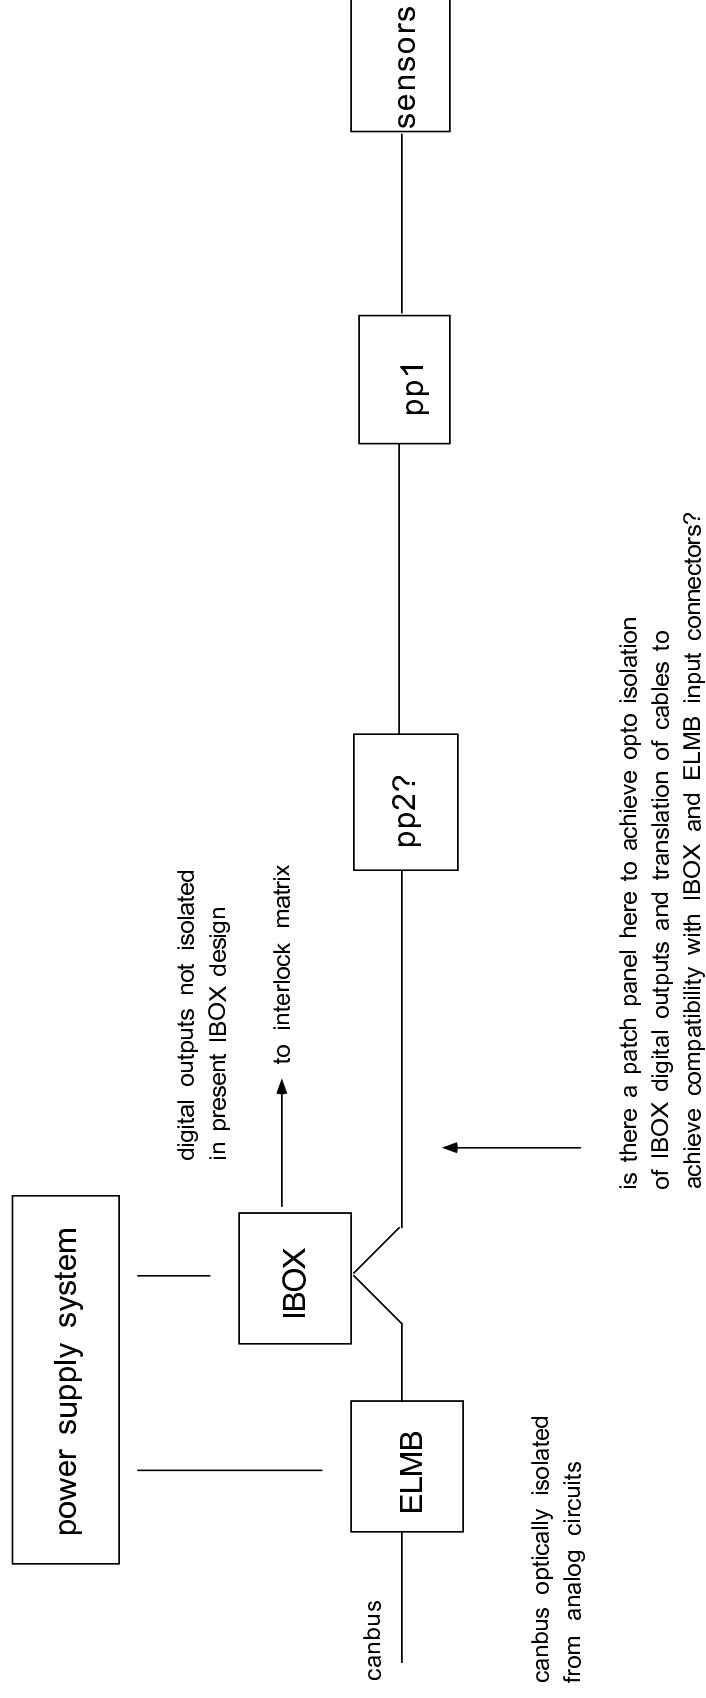 power supply system
digital outputs not isolated
in present IBOX design
to interlock matrix
IBOX
canbus
ELMB
pp2?
pp1
sensors
canbus optically isolated
from analog circuits
is there a patch panel here to achieve opto isolation
of IBOX digital outputs and translation of cables to
achieve compatibility with IBOX and ELMB input connectors?